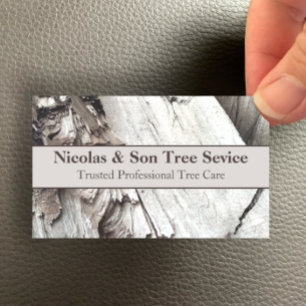 Nicolas & Son Tree Sevice
Trusted Professional Tree Care